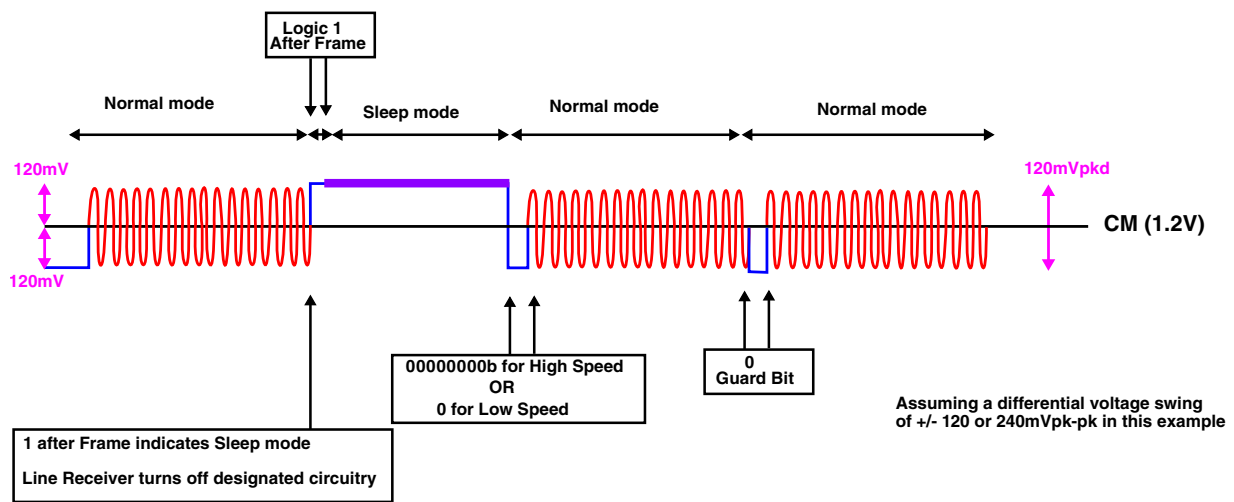 Logic 1
After Frame
Normal mode
Sleep mode
Normal mode
Normal mode
120mV
120mVpkd
CM (1.2V)
120mV
00000000b for High Speed
OR
0 for Low Speed
0
Guard Bit
Assuming a differential voltage swing
of +/- 120 or 240mVpk-pk in this example
1 after Frame indicates Sleep mode
Line Receiver turns off designated circuitry